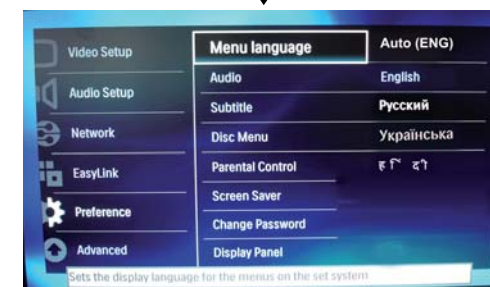 Video Setup
Audio Setup
Network
EasyLink
Preference
Advanced
Menu language
Audio
Subtitle
Disc Menu
Parental Control
Screen Saver
Change Password
Display Panel
Auto (ENG)
English
Русский
Українська
ह ि ं दी
Sets the display language for the menus on the set system